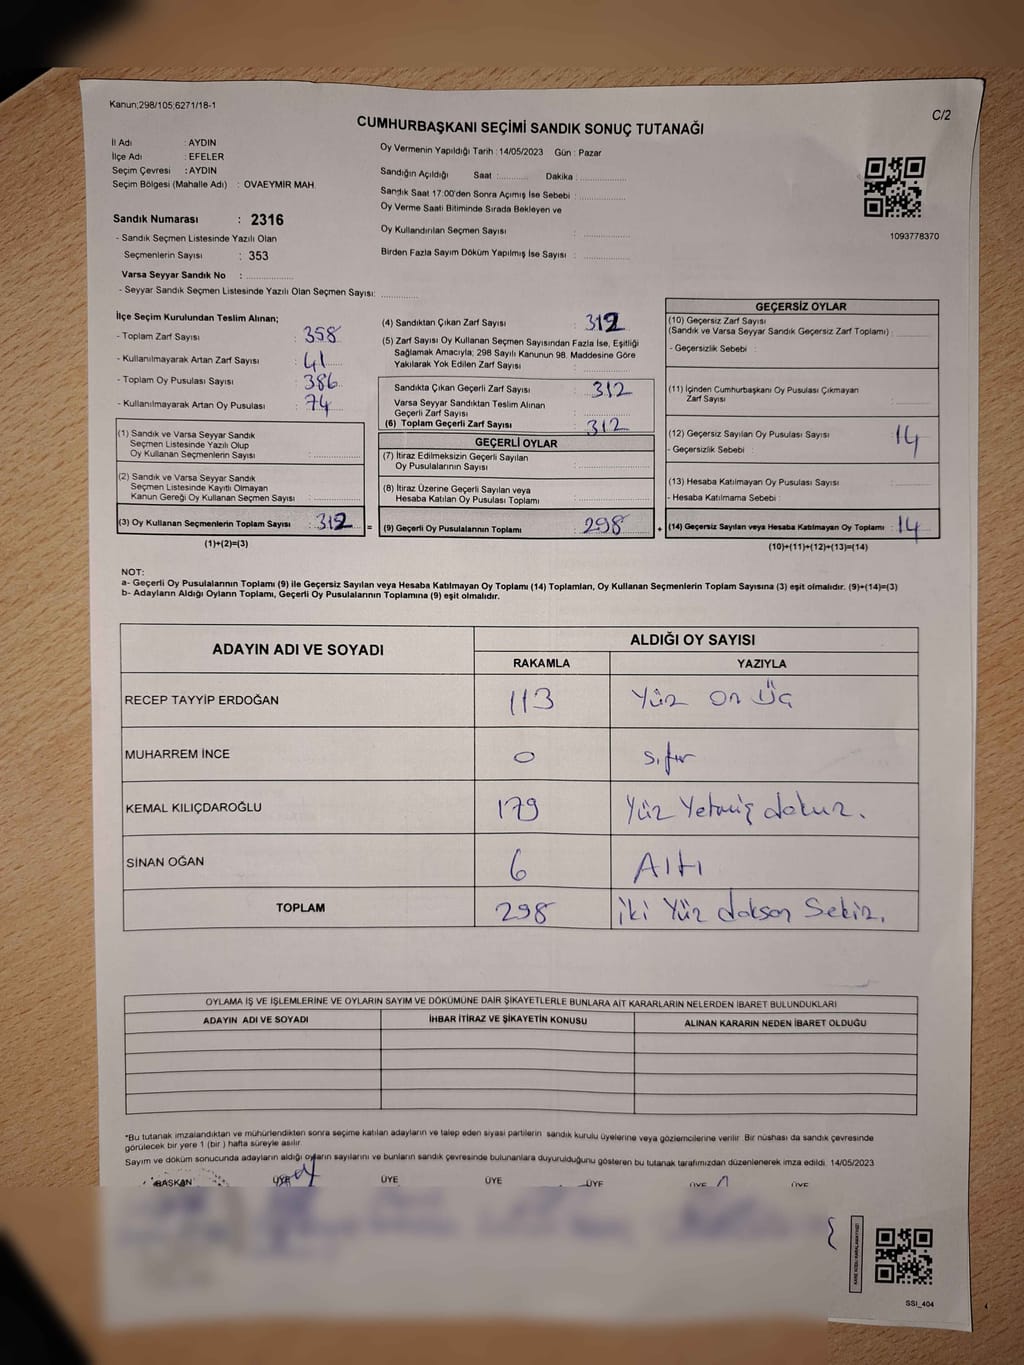 Kanun;298/105;6271/18-1
C/2
CUMHURBAŞKANI SEÇİMİ SANDIK SONUÇ TUTANAĞI
İl Adı : AYDIN
İlçe Adı : EFELER
Seçim Çevresi : AYDIN
Seçim Bölgesi (Mahalle Adı) : OVAEYMİR MAH.
Sandık Numarası : 2316
- Sandık Seçmen Listesinde Yazılı Olan
Seçmenlerin Sayısı : 353
Varsa Seyyar Sandık No : ..............
- Seyyar Sandık Seçmen Listesinde Yazılı Olan Seçmen Sayısı: ..............
Oy Vermenin Yapıldığı Tarih : 14/05/2023 Gün : Pazar
Sandığın Açıldığı Saat :.......... Dakika :..............
Sandık Saat 17:00'den Sonra Açımış İse Sebebi :..............
Oy Verme Saati Bitiminde Sırada Bekleyen ve
Oy Kullandırılan Seçmen Sayısı : ..............
Birden Fazla Sayım Döküm Yapılmış İse Sayısı : ..............
1093778370
İlçe Seçim Kurulundan Teslim Alınan;
- Toplam Zarf Sayısı : 358
- Kullanılmayarak Artan Zarf Sayısı : 41
- Toplam Oy Pusulası Sayısı : 386
- Kullanılmayarak Artan Oy Pusulası : 74
(1) Sandık ve Varsa Seyyar Sandık
Seçmen Listesinde Yazılı Olup
Oy Kullanan Seçmenlerin Sayısı : ..............
(2) Sandık ve Varsa Seyyar Sandık
Seçmen Listesinde Kayıtlı Olmayan
Kanun Gereği Oy Kullanan Seçmen Sayısı : ..............
(3) Oy Kullanan Seçmenlerin Toplam Sayısı : 312 =
(1)+(2)=(3)
(4) Sandıktan Çıkan Zarf Sayısı : 312
(5) Zarf Sayısı Oy Kullanan Seçmen Sayısından Fazla İse, Eşitliği
Sağlamak Amacıyla; 298 Sayılı Kanunun 98. Maddesine Göre
Yakılarak Yok Edilen Zarf Sayısı : ..............
Sandıkta Çıkan Geçerli Zarf Sayısı : 312
Varsa Seyyar Sandıktan Teslim Alınan
Geçerli Zarf Sayısı : ..............
(6) Toplam Geçerli Zarf Sayısı : 312
GEÇERLİ OYLAR
(7) İtiraz Edilmeksizin Geçerli Sayılan
Oy Pusulalarının Sayısı : ..............
(8) İtiraz Üzerine Geçerli Sayılan veya
Hesaba Katılan Oy Pusulası Toplamı : ..............
(9) Geçerli Oy Pusulalarının Toplamı : 298 +
GEÇERSİZ OYLAR
(10) Geçersiz Zarf Sayısı
(Sandık ve Varsa Seyyar Sandık Geçersiz Zarf Toplamı) : ........
- Geçersizlik Sebebi :
(11) İçinden Cumhurbaşkanı Oy Pusulası Çıkmayan
Zarf Sayısı : ........
(12) Geçersiz Sayılan Oy Pusulası Sayısı : 14
- Geçersizlik Sebebi :
(13) Hesaba Katılmayan Oy Pusulası Sayısı : ........
- Hesaba Katılmama Sebebi :
(14) Geçersiz Sayılan veya Hesaba Katılmayan Oy Toplamı : 14
(10)+(11)+(12)+(13)=(14)
NOT:
a- Geçerli Oy Pusulalarının Toplamı (9) ile Geçersiz Sayılan veya Hesaba Katılmayan Oy Toplamı (14) Toplamları, Oy Kullanan Seçmenlerin Toplam Sayısına (3) eşit olmalıdır. (9)+(14)=(3)
b- Adayların Aldığı Oyların Toplamı, Geçerli Oy Pusulalarının Toplamına (9) eşit olmalıdır.
ADAYIN ADI VE SOYADI
ALDIĞI OY SAYISI
RAKAMLA YAZIYLA
RECEP TAYYİP ERDOĞAN 113 Yüz On Üç
MUHARREM İNCE 0 sıfır
KEMAL KILIÇDAROĞLU 179 Yüz Yetmiş dokuz.
SİNAN OĞAN 6 Altı
TOPLAM 298 iki Yüz doksan Sekiz.
OYLAMA İŞ VE İŞLEMLERİNE VE OYLARIN SAYIM VE DÖKÜMÜNE DAİR ŞİKAYETLERLE BUNLARA AİT KARARLARIN NELERDEN İBARET BULUNDUKLARI
ADAYIN ADI VE SOYADI İHBAR İTİRAZ VE ŞİKAYETİN KONUSU ALINAN KARARIN NEDEN İBARET OLDUĞU
*Bu tutanak imzalandıktan ve mühürlendikten sonra seçime katılan adayların ve talep eden siyasi partilerin sandık kurulu üyelerine veya gözlemcilerine verilir. Bir nüshası da sandık çevresinde
görülecek bir yere 1 (bir ) hafta süreyle asılır.
Sayım ve döküm sonucunda adayların aldığı oyların sayılarını ve bunların sandık çevresinde bulunanlara duyurulduğunu gösteren bu tutanak tarafımızdan düzenlenerek imza edildi. 14/05/2023
BAŞKAN ÜYE ÜYE ÜYE ÜYE ÜYE ÜYE
SSI_404